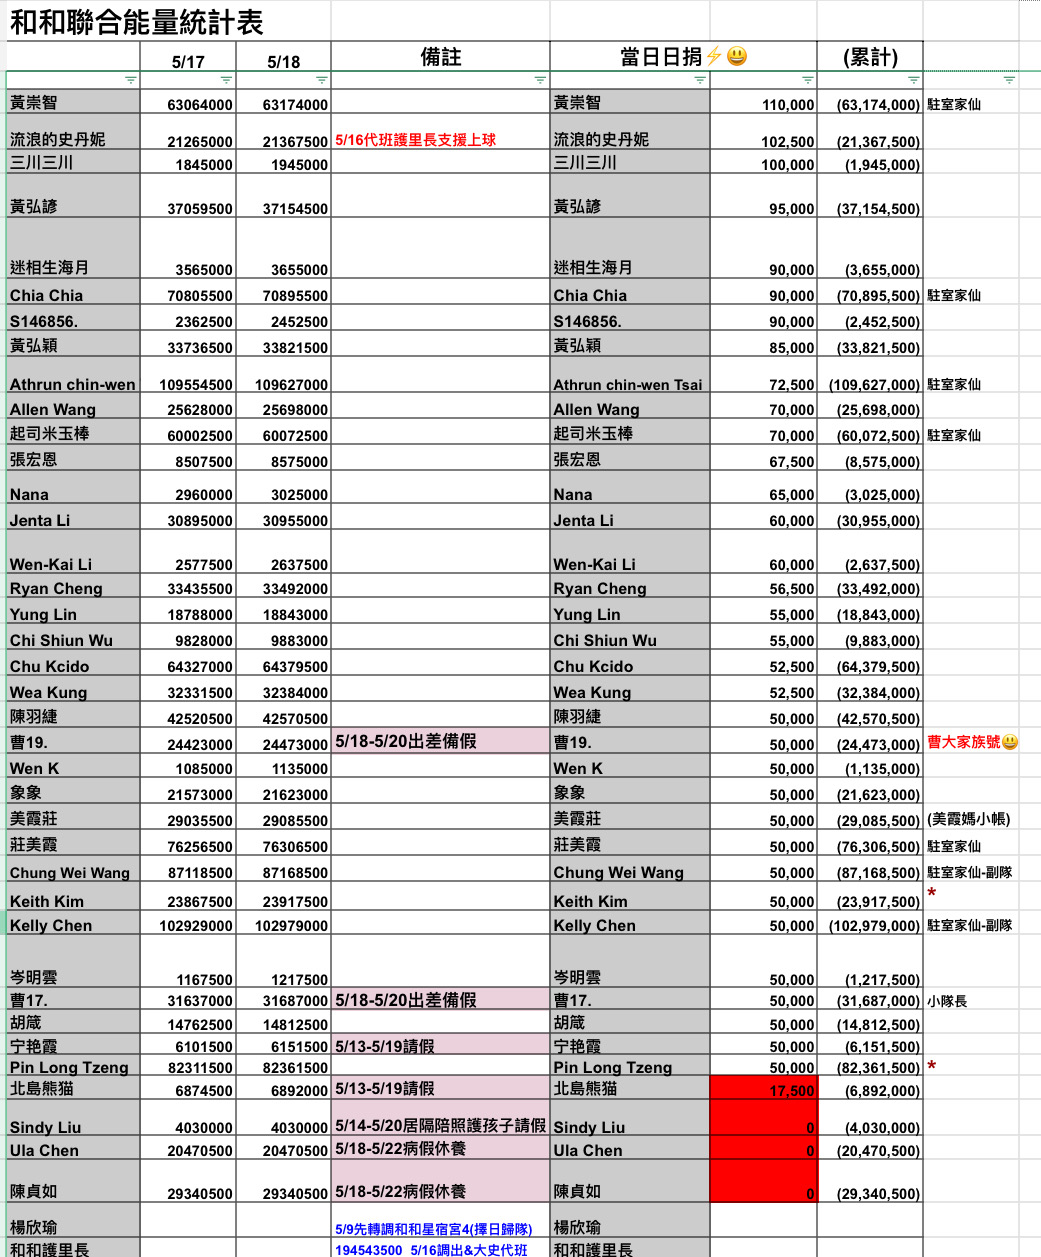 和和聯合能量統計表
5/17 5/18 備註 當日日捐⚡😃 (累計)
黃崇智 63064000 63174000 黃崇智 110,000 (63,174,000) 駐室家仙
流浪的史丹妮 21265000 21367500 5/16代班護里長支援上球 流浪的史丹妮 102,500 (21,367,500)
三川三川 1845000 1945000 三川三川 100,000 (1,945,000)
黃弘諺 37059500 37154500 黃弘諺 95,000 (37,154,500)
迷相生海月 3565000 3655000 迷相生海月 90,000 (3,655,000)
Chia Chia 70805500 70895500 Chia Chia 90,000 (70,895,500) 駐室家仙
S146856. 2362500 2452500 S146856. 90,000 (2,452,500)
黃弘穎 33736500 33821500 黃弘穎 85,000 (33,821,500)
Athrun chin-wen 109554500 109627000 Athrun chin-wen Tsai 72,500 (109,627,000) 駐室家仙
Allen Wang 25628000 25698000 Allen Wang 70,000 (25,698,000)
起司米玉棒 60002500 60072500 起司米玉棒 70,000 (60,072,500) 駐室家仙
張宏恩 8507500 8575000 張宏恩 67,500 (8,575,000)
Nana 2960000 3025000 Nana 65,000 (3,025,000)
Jenta Li 30895000 30955000 Jenta Li 60,000 (30,955,000)
Wen-Kai Li 2577500 2637500 Wen-Kai Li 60,000 (2,637,500)
Ryan Cheng 33435500 33492000 Ryan Cheng 56,500 (33,492,000)
Yung Lin 18788000 18843000 Yung Lin 55,000 (18,843,000)
Chi Shiun Wu 9828000 9883000 Chi Shiun Wu 55,000 (9,883,000)
Chu Kcido 64327000 64379500 Chu Kcido 52,500 (64,379,500)
Wea Kung 32331500 32384000 Wea Kung 52,500 (32,384,000)
陳羽緁 42520500 42570500 陳羽緁 50,000 (42,570,500)
曹19. 24423000 24473000 5/18-5/20出差備假 曹19. 50,000 (24,473,000) 曹大家族號😃
Wen K 1085000 1135000 Wen K 50,000 (1,135,000)
象象 21573000 21623000 象象 50,000 (21,623,000)
美霞莊 29035500 29085500 美霞莊 50,000 (29,085,500) (美霞媽小帳)
莊美霞 76256500 76306500 莊美霞 50,000 (76,306,500) 駐室家仙
Chung Wei Wang 87118500 87168500 Chung Wei Wang 50,000 (87,168,500) 駐室家仙-副隊
Keith Kim 23867500 23917500 Keith Kim 50,000 (23,917,500) *
Kelly Chen 102929000 102979000 Kelly Chen 50,000 (102,979,000) 駐室家仙-副隊
岑明雲 1167500 1217500 岑明雲 50,000 (1,217,500)
曹17. 31637000 31687000 5/18-5/20出差備假 曹17. 50,000 (31,687,000) 小隊長
胡箴 14762500 14812500 胡箴 50,000 (14,812,500)
宁艳霞 6101500 6151500 5/13-5/19請假 宁艳霞 50,000 (6,151,500)
Pin Long Tzeng 82311500 82361500 Pin Long Tzeng 50,000 (82,361,500) *
北島熊猫 6874500 6892000 5/13-5/19請假 北島熊猫 17,500 (6,892,000)
Sindy Liu 4030000 4030000 5/14-5/20居隔陪照護孩子請假 Sindy Liu 0 (4,030,000)
Ula Chen 20470500 20470500 5/18-5/22病假休養 Ula Chen 0 (20,470,500)
陳貞如 29340500 29340500 5/18-5/22病假休養 陳貞如 0 (29,340,500)
楊欣瑜 5/9先轉調和和星宿宮4(擇日歸隊) 楊欣瑜
和和護里長 194543500 5/16調出&大史代班 和和護里長